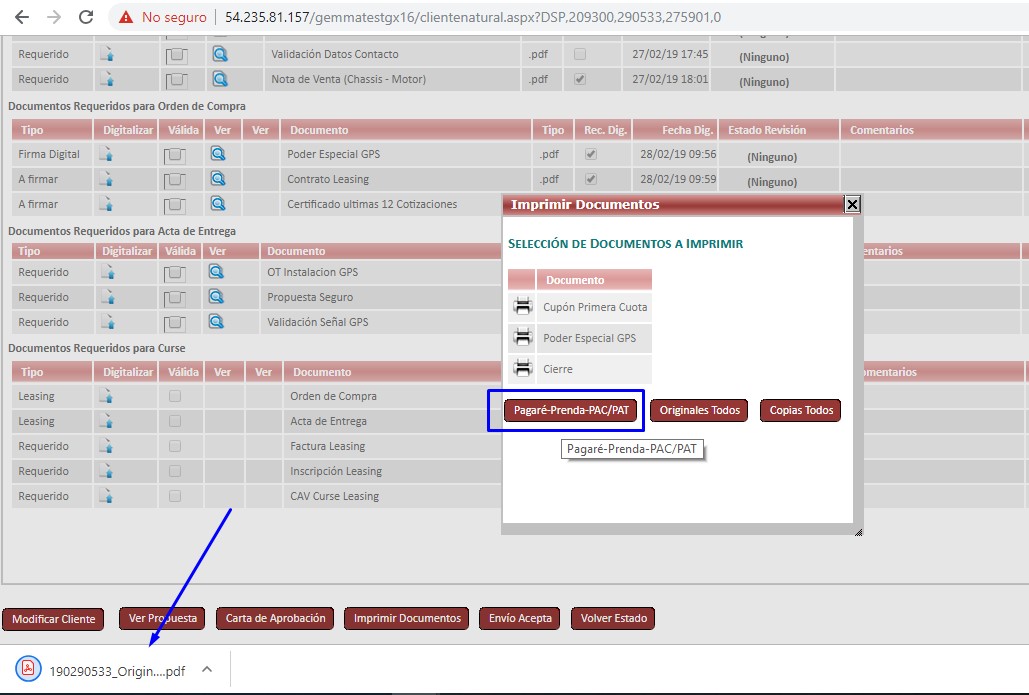 No seguro 54.235.81.157/gemmatestgx16/clientenatural.aspx?DSP,209300,290533,275901,0
Requerido Validación Datos Contacto .pdf 27/02/19 17:45 (Ninguno)
Requerido Nota de Venta (Chassis - Motor) .pdf 27/02/19 18:01 (Ninguno)
Documentos Requeridos para Orden de Compra
Tipo Digitalizar Válida Ver Ver Documento Tipo Rec. Dig. Fecha Dig. Estado Revisión Comentarios
Firma Digital Poder Especial GPS .pdf 28/02/19 09:56 (Ninguno)
A firmar Contrato Leasing .pdf 28/02/19 09:59 (Ninguno)
A firmar Certificado ultimas 12 Cotizaciones
Documentos Requeridos para Acta de Entrega
Tipo Digitalizar Válida Ver Documento entarios
Requerido OT Instalacion GPS
Requerido Propuesta Seguro
Requerido Validación Señal GPS
Documentos Requeridos para Curse
Tipo Digitalizar Válida Ver Ver Documento mentarios
Leasing Orden de Compra
Leasing Acta de Entrega
Requerido Factura Leasing
Requerido Inscripción Leasing
Requerido CAV Curse Leasing
Imprimir Documentos
Selección de Documentos a Imprimir
Documento
Cupón Primera Cuota
Poder Especial GPS
Cierre
Pagaré-Prenda-PAC/PAT Originales Todos Copias Todos
Pagaré-Prenda-PAC/PAT
Modificar Cliente Ver Propuesta Carta de Aprobación Imprimir Documentos Envío Acepta Volver Estado
190290533_Origin....pdf